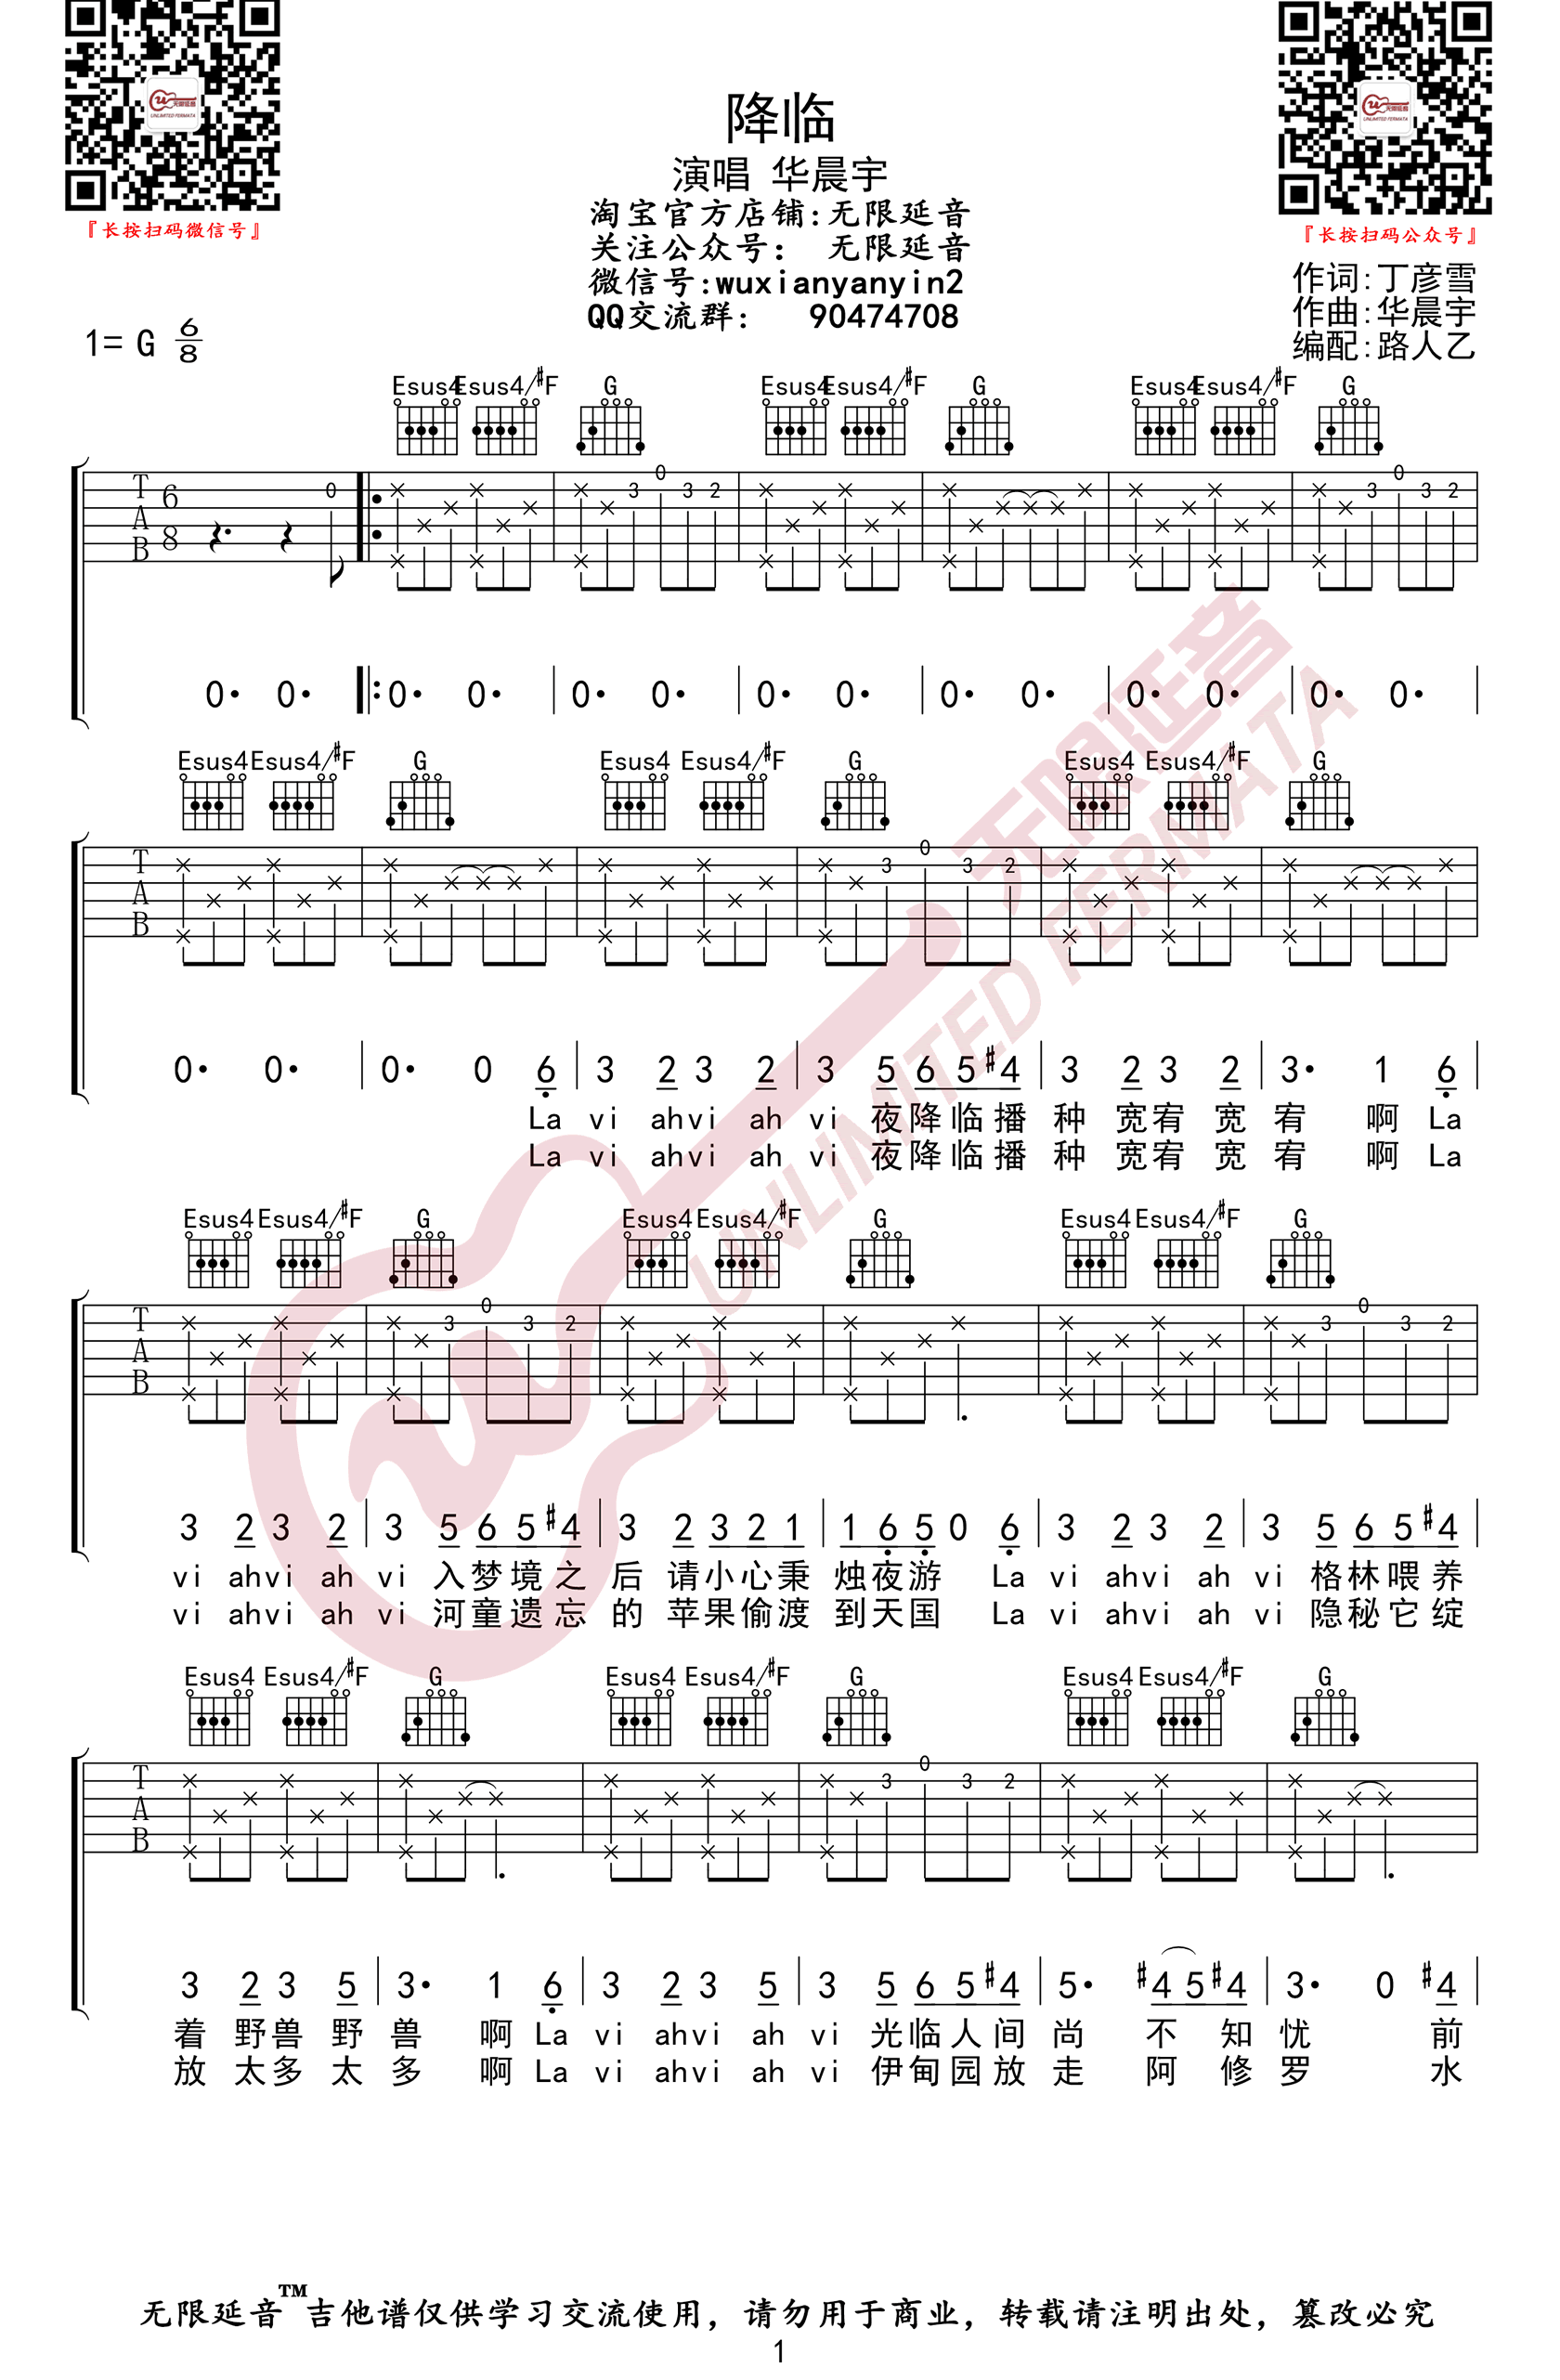 降临
演唱 华晨宇
淘宝官方店铺:无限延音
关注公众号: 无限延音
微信号:wuxianyanyin2
QQ交流群: 90474708
无限延音
UNLIMITED FERMATA
『长按扫码微信号』
无限延音
UNLIMITED FERMATA
『长按扫码公众号』
作词:丁彦雪
作曲:华晨宇
编配:路人乙
1= G 6/8
Esus4 Esus4/#F G Esus4 Esus4/#F G Esus4 Esus4/#F G
T A B 6 8 0 3 0 3 2 3 0 3 2
0· 0· 0· 0· 0· 0· 0· 0· 0· 0· 0· 0· 0· 0·
Esus4 Esus4/#F G Esus4 Esus4/#F G Esus4 Esus4/#F G
T A B 3 0 3 2
0· 0· 0· 0 6 3 2 3 2 3 5 6 5 #4 3 2 3 2 3· 1 6
La vi ahvi ah vi 夜降临播 种 宽宥 宽 宥 啊 La
La vi ahvi ah vi 夜降临播 种 宽宥 宽 宥 啊 La
Esus4 Esus4/#F G Esus4 Esus4/#F G Esus4 Esus4/#F G
T A B 3 0 3 2 3 0 3 2
3 2 3 2 3 5 6 5 #4 3 2 3 2 1 1 6 5 0 6 3 2 3 2 3 5 6 5 #4
vi ahvi ah vi 入梦境之 后 请小心秉 烛夜游 La vi ahvi ah vi 格林喂养
vi ahvi ah vi 河童遗忘 的 苹果偷渡 到天国 La vi ahvi ah vi 隐秘它绽
Esus4 Esus4/#F G Esus4 Esus4/#F G Esus4 Esus4/#F G
T A B 3 0 3 2
3 2 3 5 3· 1 6 3 2 3 5 3 5 6 5 #4 5· #4 5 #4 3· 0 #4
着 野兽 野 兽 啊 La vi ahvi ah vi 光临人间 尚 不 知 忧 前
放 太多 太 多 啊 La vi ahvi ah vi 伊甸园放 走 阿 修 罗 水
无限延音
UNLIMITED FERMATA
无限延音™吉他谱仅供学习交流使用，请勿用于商业，转载请注明出处，篡改必究
1